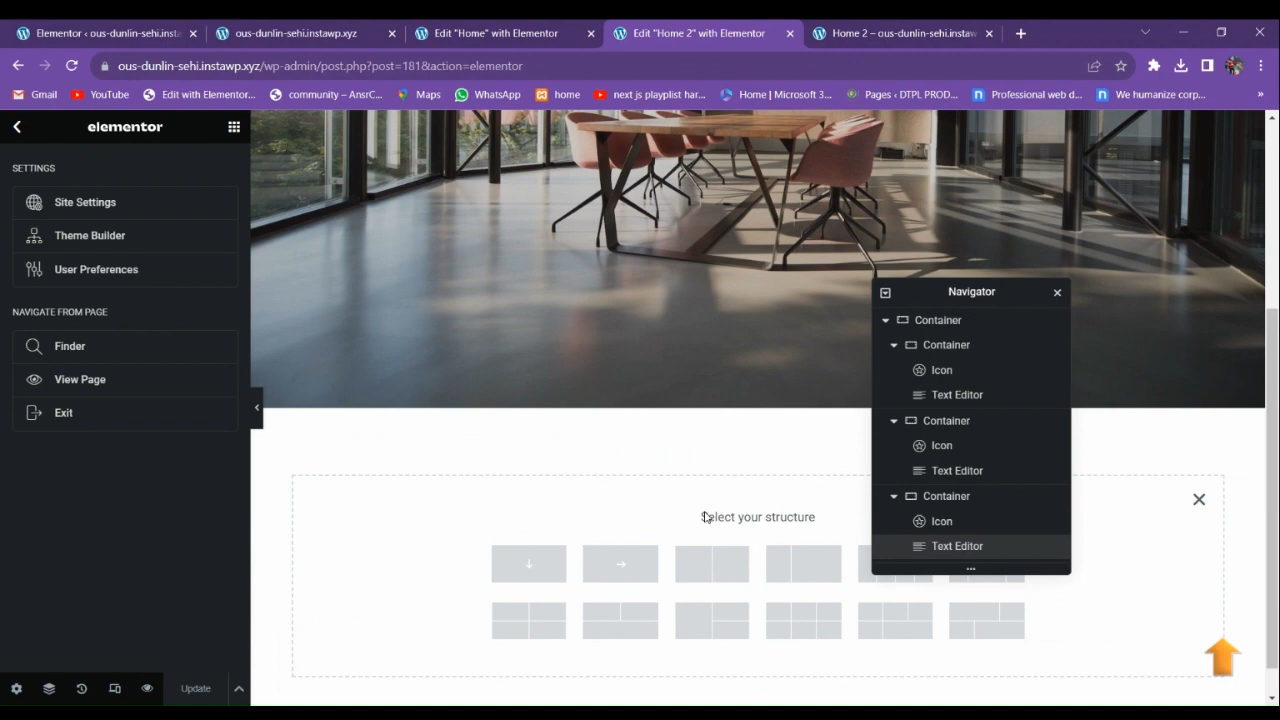 Elementor ‹ ous-dunlin-sehi.insta
ous-dunlin-sehi.instawp.xyz
Edit "Home" with Elementor
Edit "Home 2" with Elementor
Home 2 – ous-dunlin-sehi.instaw
ous-dunlin-sehi.instawp.xyz/wp-admin/post.php?post=181&action=elementor
Gmail
YouTube
Edit with Elementor...
community – AnsrC...
Maps
WhatsApp
home
next js playplist har...
Home | Microsoft 3...
Pages ‹ DTPL PROD...
Professional web d...
We humanize corp...
»
elementor
SETTINGS
Site Settings
Theme Builder
User Preferences
NAVIGATE FROM PAGE
Finder
View Page
Exit
Update
Navigator
Container
Container
Icon
Text Editor
Container
Icon
Text Editor
Container
Icon
Text Editor
...
Select your structure